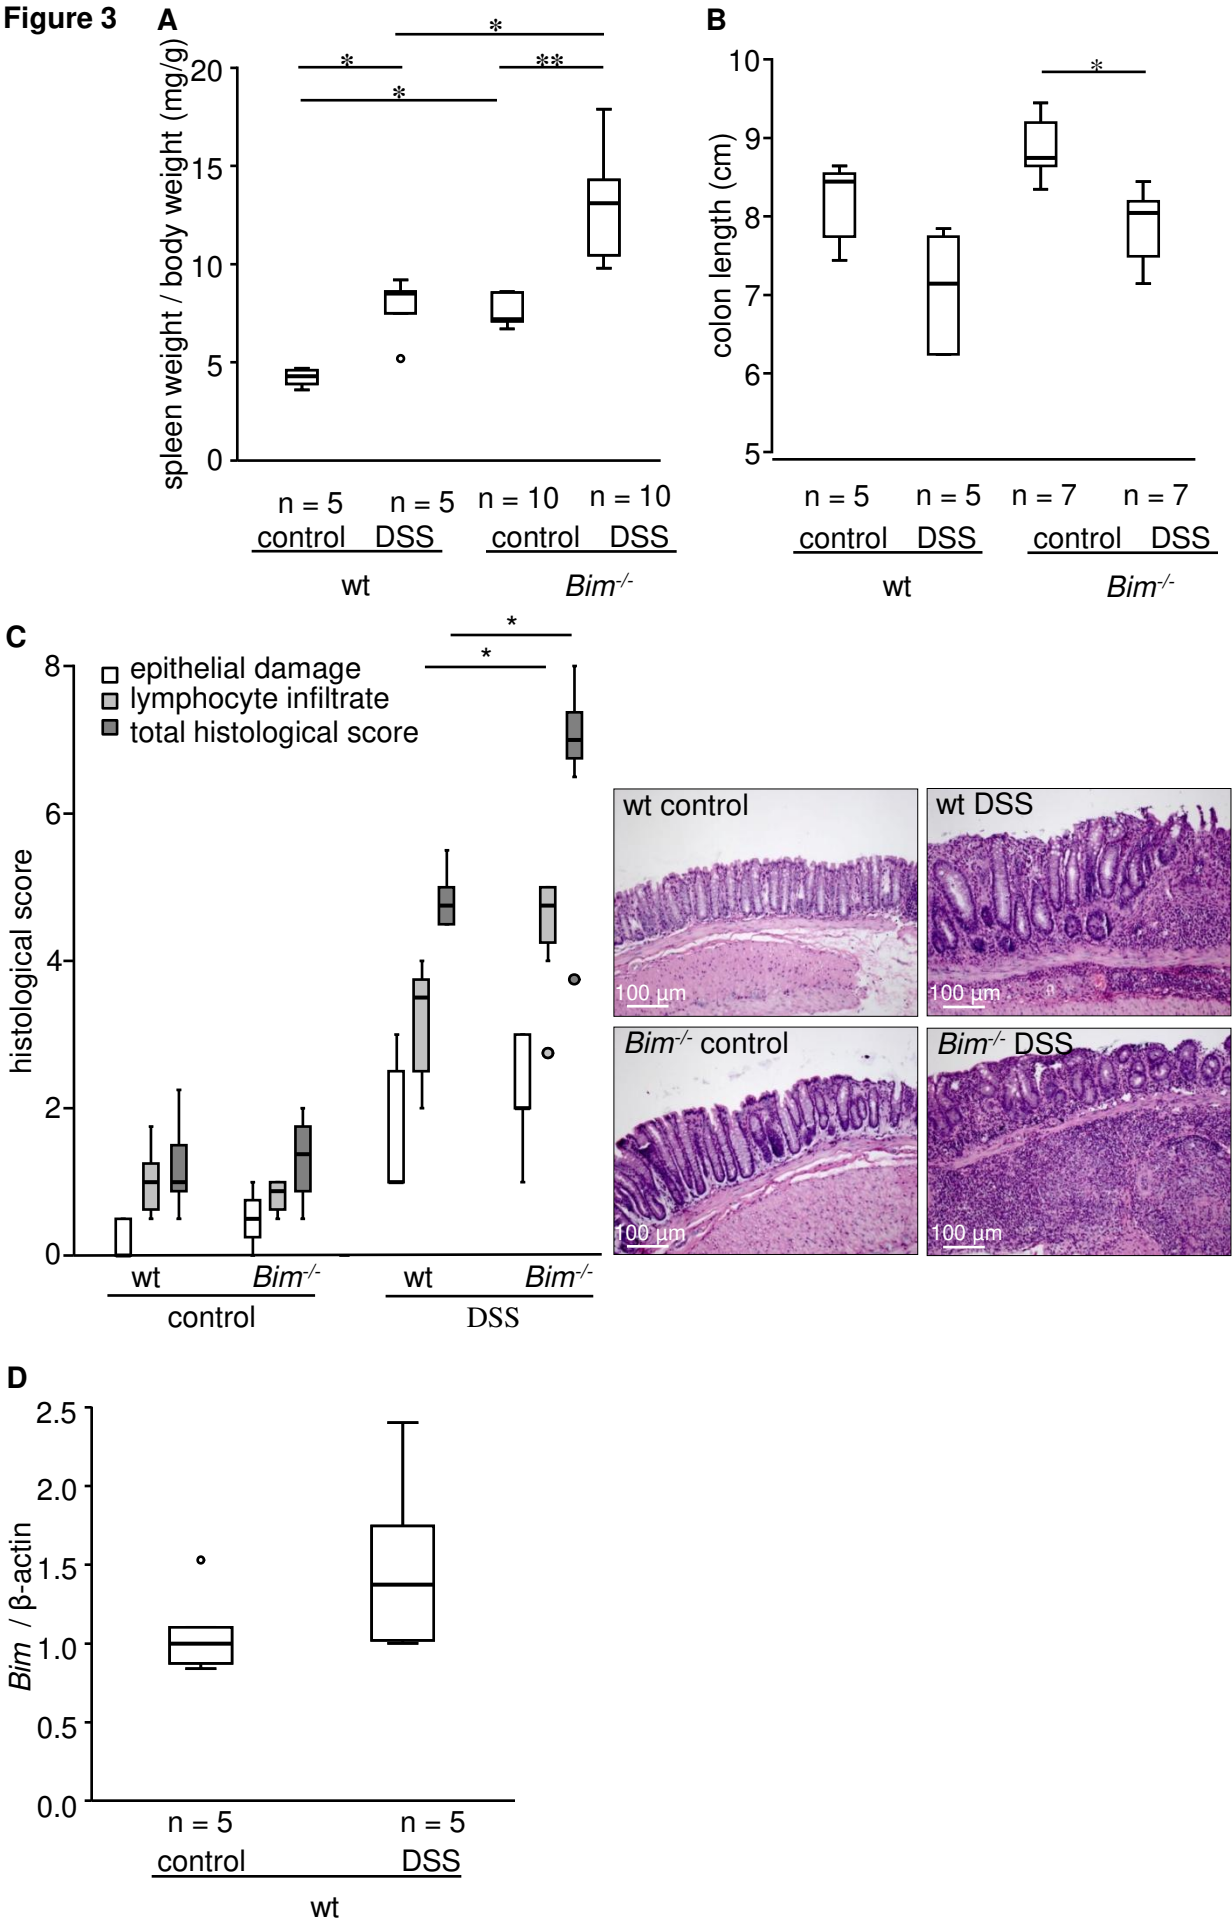 Figure 3
A
spleen weight / body weight (mg/g)
20
15
10
5
0
*
*
**
*
n = 5
n = 5
n = 10
n = 10
control
DSS
control
DSS
wt
Bim-/-
B
colon length (cm)
10
9
8
7
6
5
*
n = 5
n = 5
n = 7
n = 7
control
DSS
control
DSS
wt
Bim-/-
C
histological score
8
6
4
2
0
epithelial damage
lymphocyte infiltrate
total histological score
*
*
wt
Bim-/-
wt
Bim-/-
control
DSS
wt control
100 µm
wt DSS
100 µm
Bim-/- control
100 µm
Bim-/- DSS
100 µm
D
Bim / β-actin
2.5
2.0
1.5
1.0
0.5
0.0
n = 5
n = 5
control
DSS
wt